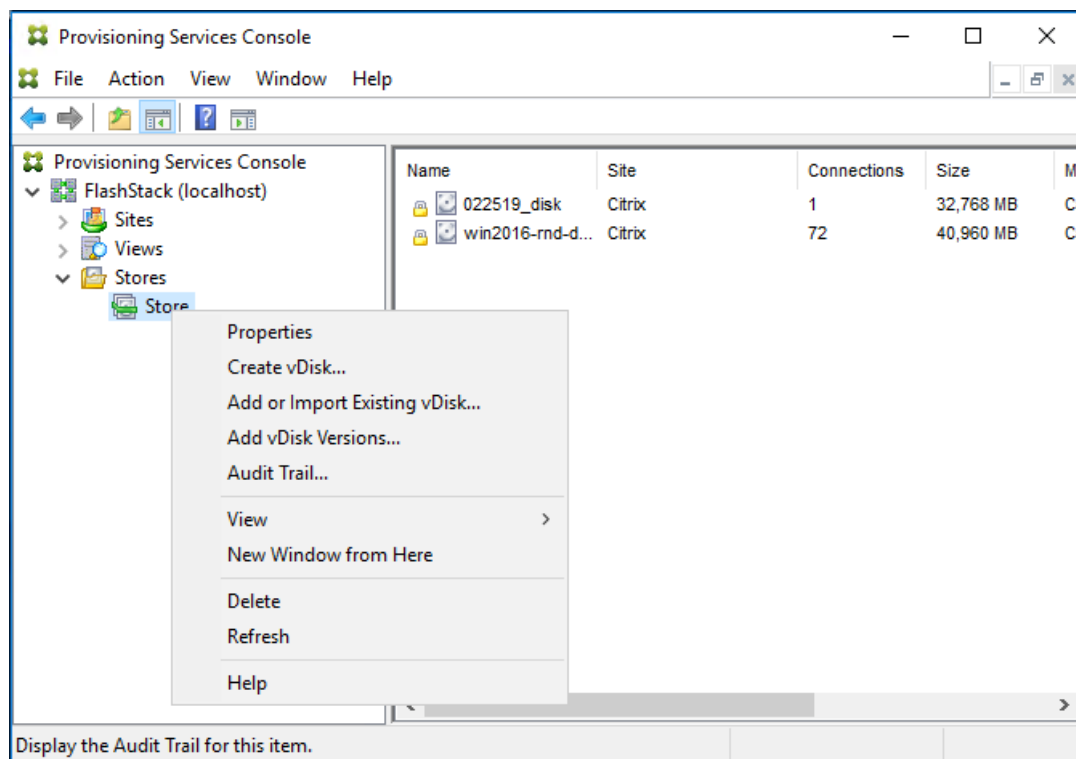 Provisioning Services Console
File Action View Window Help
Provisioning Services Console
FlashStack (localhost)
Sites
Views
Stores
Store
Name Site Connections Size M
022519_disk Citrix 1 32,768 MB C
win2016-rnd-d... Citrix 72 40,960 MB C
Properties
Create vDisk...
Add or Import Existing vDisk...
Add vDisk Versions...
Audit Trail...
View
New Window from Here
Delete
Refresh
Help
Display the Audit Trail for this item.